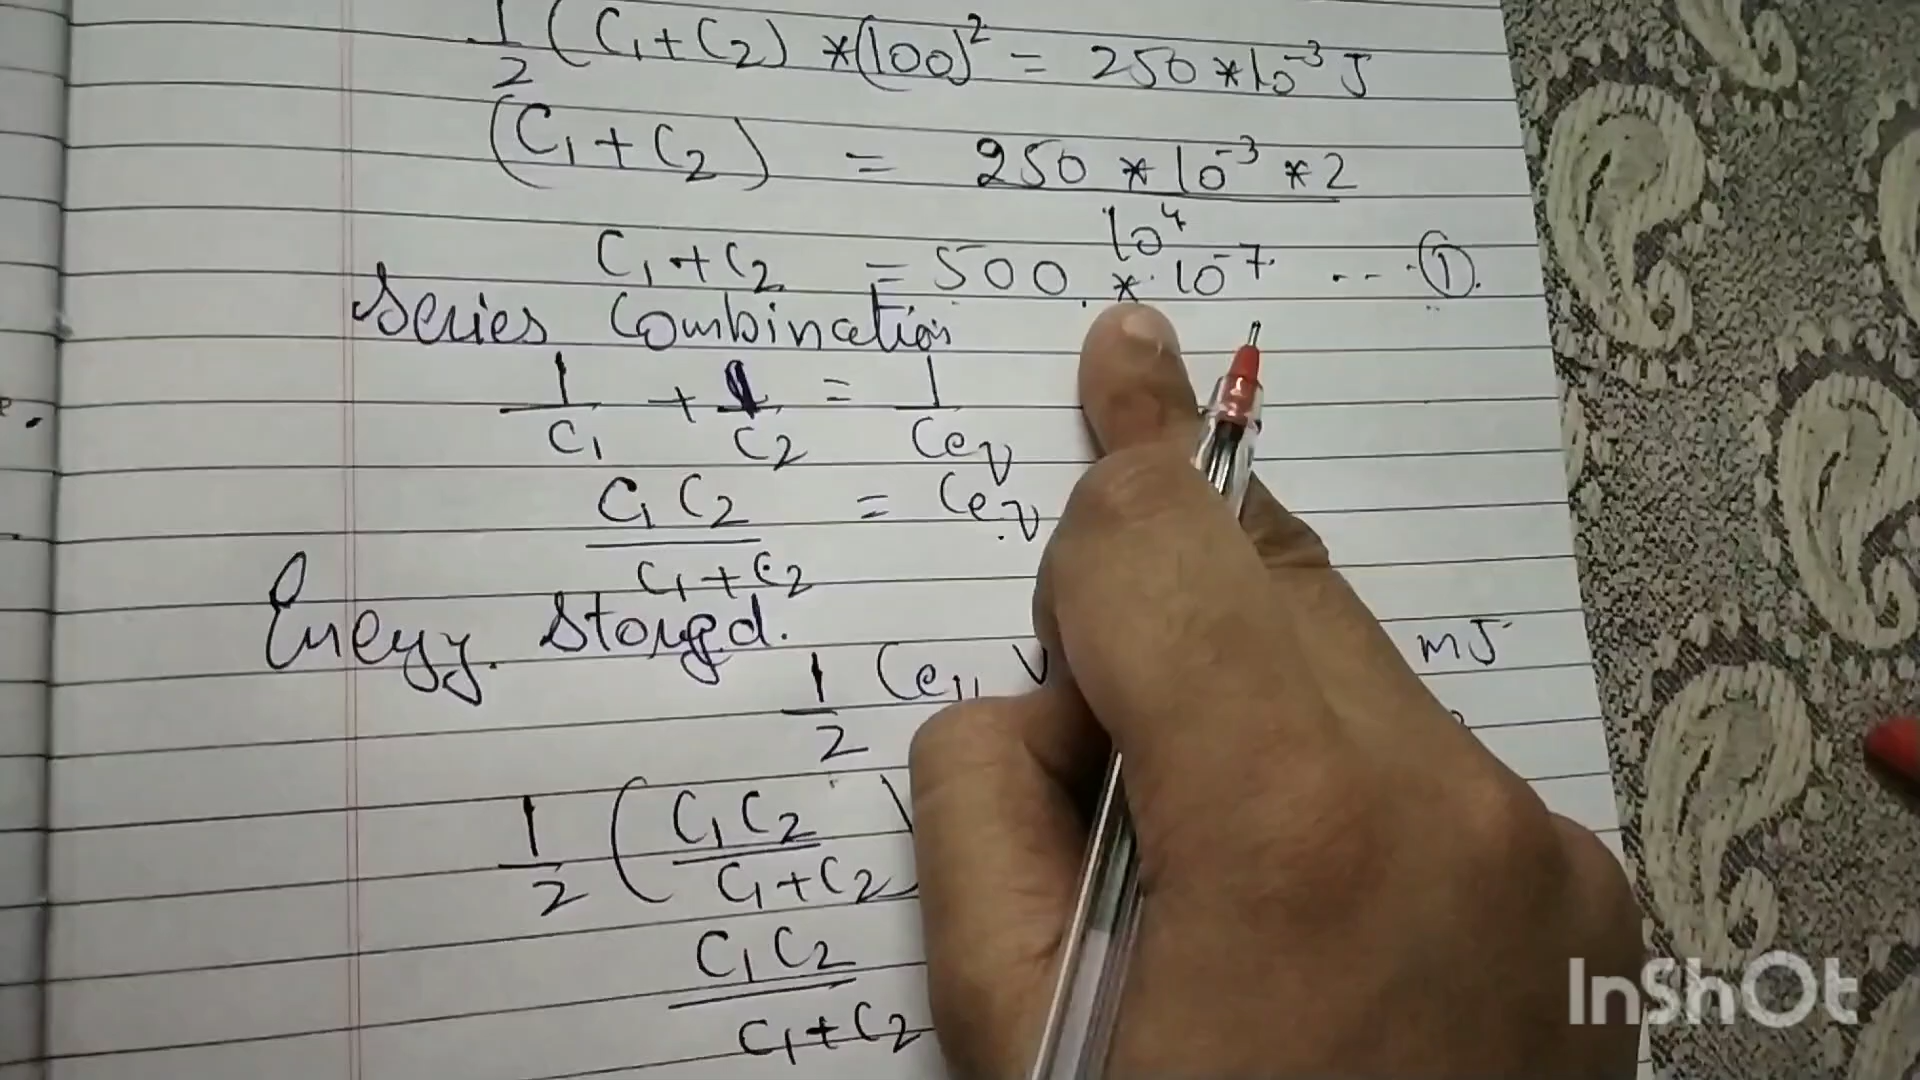 1/2 (C₁+C₂) *(100)² = 250 *10⁻³ J
(C₁+C₂) = 250 *10⁻³ *2 / 10⁴
C₁+C₂ = 500 * 10⁻⁷ --- ①.
Series Combination
1/C₁ + 1/C₂ = 1/Ceq
C₁C₂/C₁+C₂ = Ceq
Energy. Stored.
1/2 Ceq V mJ
1/2 (C₁C₂/C₁+C₂)
C₁C₂/C₁+C₂
InShOt